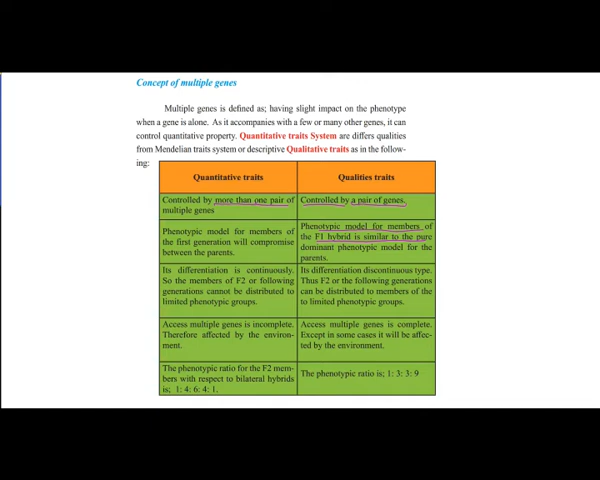 Concept of multiple genes
Multiple genes is defined as; having slight impact on the phenotype
when a gene is alone. As it accompanies with a few or many other genes, it can
control quantitative property. Quantitative traits System are differs qualities
from Mendelian traits system or descriptive Qualitative traits as in the follow-
ing:
Quantitative traits
Qualities traits
Controlled by more than one pair of
multiple genes
Controlled by a pair of genes.
Phenotypic model for members of
the first generation will compromise
between the parents.
Phenotypic model for members of
the F1 hybrid is similar to the pure
dominant phenotypic model for the
parents.
Its differentiation is continuously.
So the members of F2 or following
generations cannot be distributed to
limited phenotypic groups.
Its differentiation discontinuous type.
Thus F2 or the following generations
can be distributed to members of the
to limited phenotypic groups.
Access multiple genes is incomplete.
Therefore affected by the environ-
ment.
Access multiple genes is complete.
Except in some cases it will be affec-
ted by the environment.
The phenotypic ratio for the F2 mem-
bers with respect to bilateral hybrids
is; 1: 4: 6: 4: 1.
The phenotypic ratio is; 1: 3: 3: 9